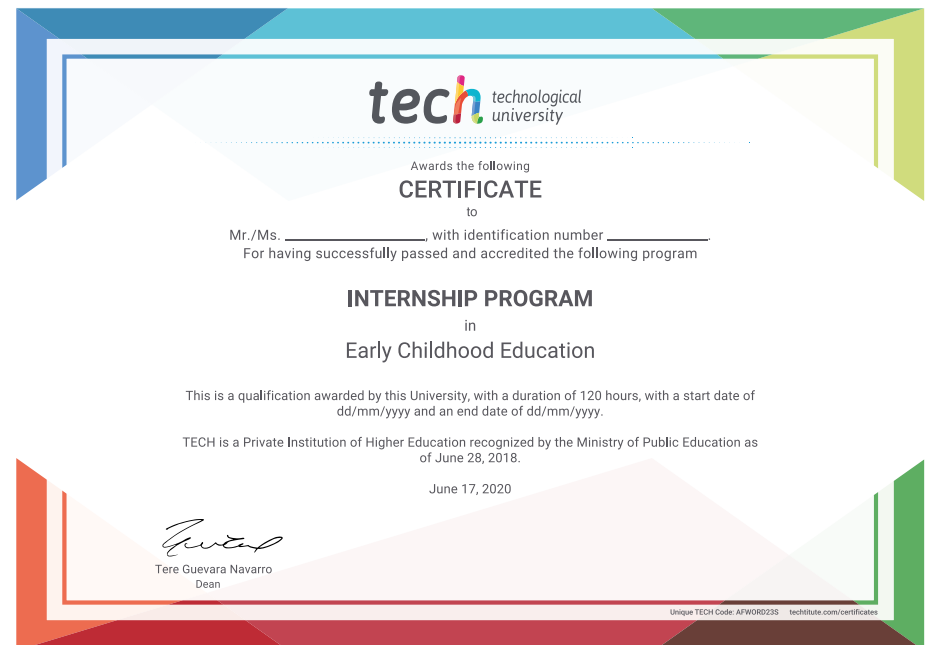 tech technological
university
Awards the following
CERTIFICATE
to
Mr./Ms. ____________________, with identification number ______________.
For having successfully passed and accredited the following program
INTERNSHIP PROGRAM
in
Early Childhood Education
This is a qualification awarded by this University, with a duration of 120 hours, with a start date of
dd/mm/yyyy and an end date of dd/mm/yyyy.
TECH is a Private Institution of Higher Education recognized by the Ministry of Public Education as
of June 28, 2018.
June 17, 2020
Tere Guevara Navarro
Dean
Unique TECH Code: AFWORD23S techtitute.com/certificates